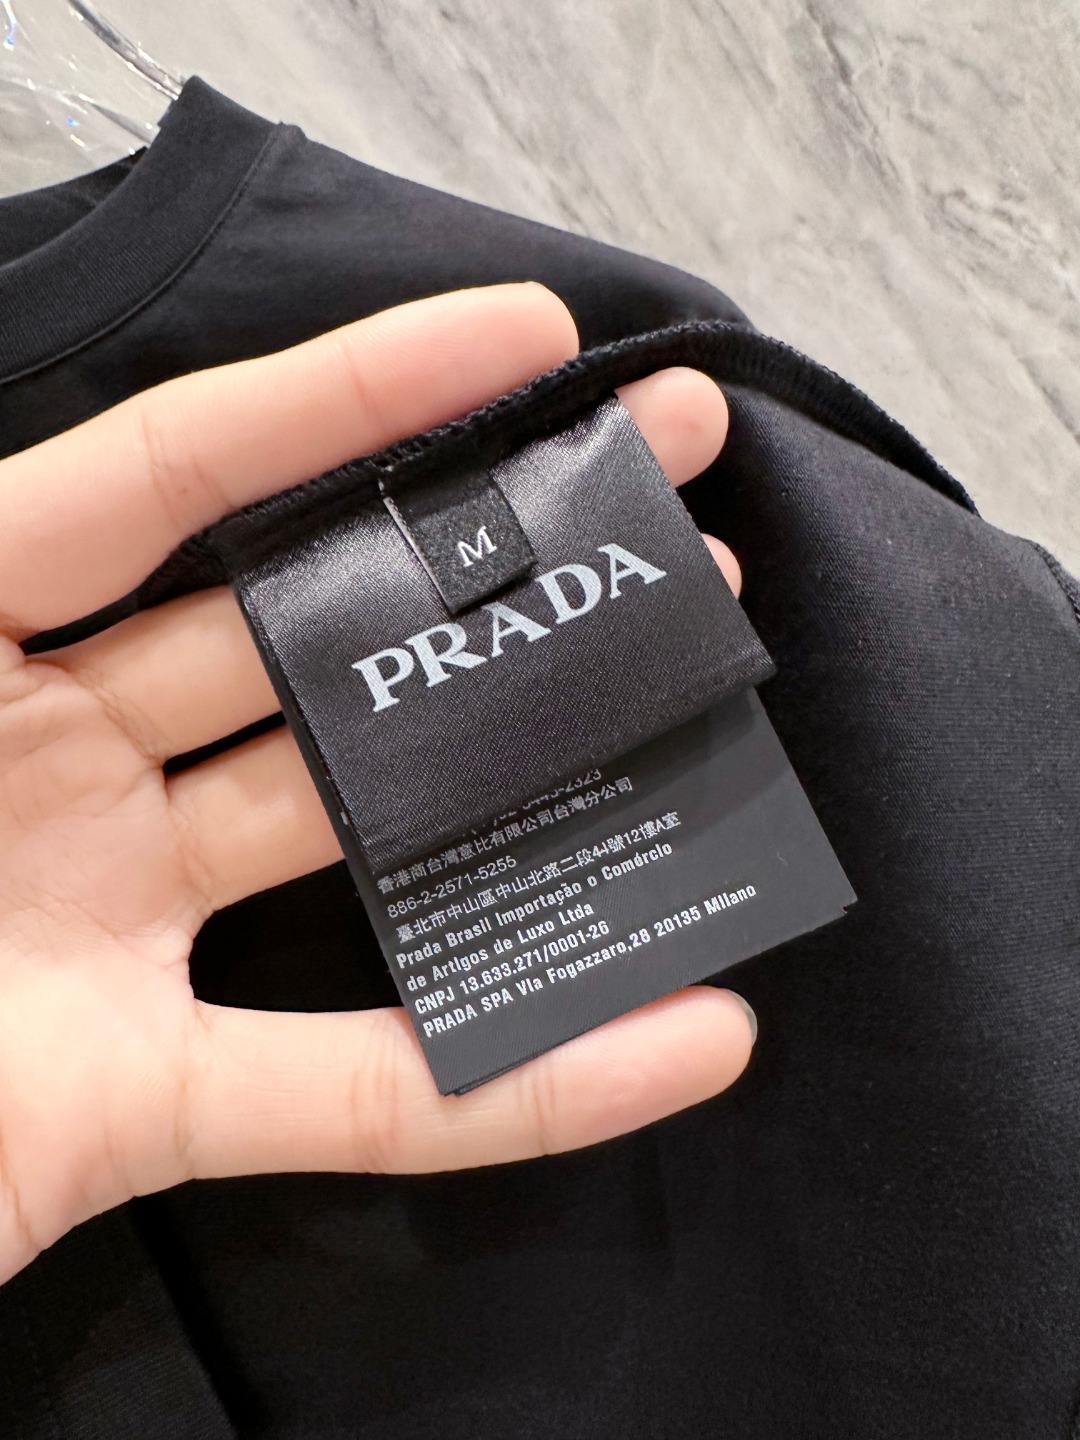 M
PRADA
香港商台灣壹比有限公司台灣分公司
886-2-2571-5255
臺北市中山區中山北路二段44號12樓A室
Prada Brasil Importação o Comércio
de Artigos de Luxo Ltda
CNPJ 13.633.271/0001-26
PRADA SPA Via Fogazzaro,28 20135 Milano